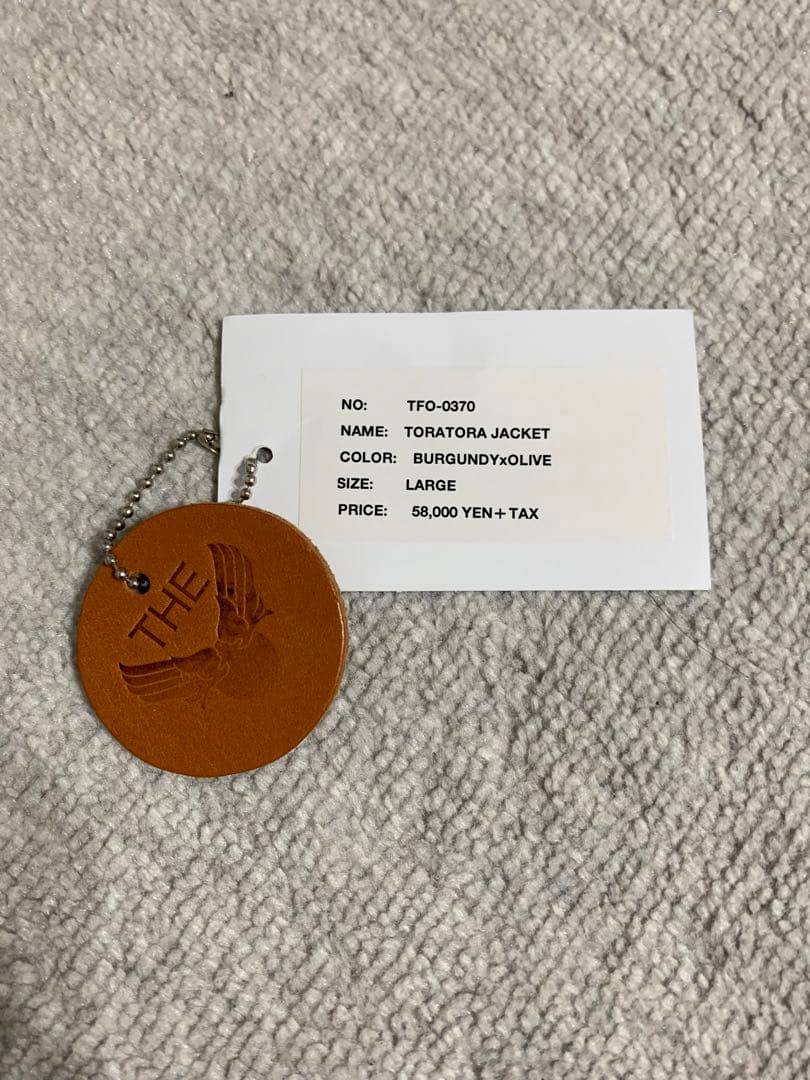 NO: TFO-0370
NAME: TORATORA JACKET
COLOR: BURGUNDYxOLIVE
SIZE: LARGE
PRICE: 58,000 YEN+TAX
THE